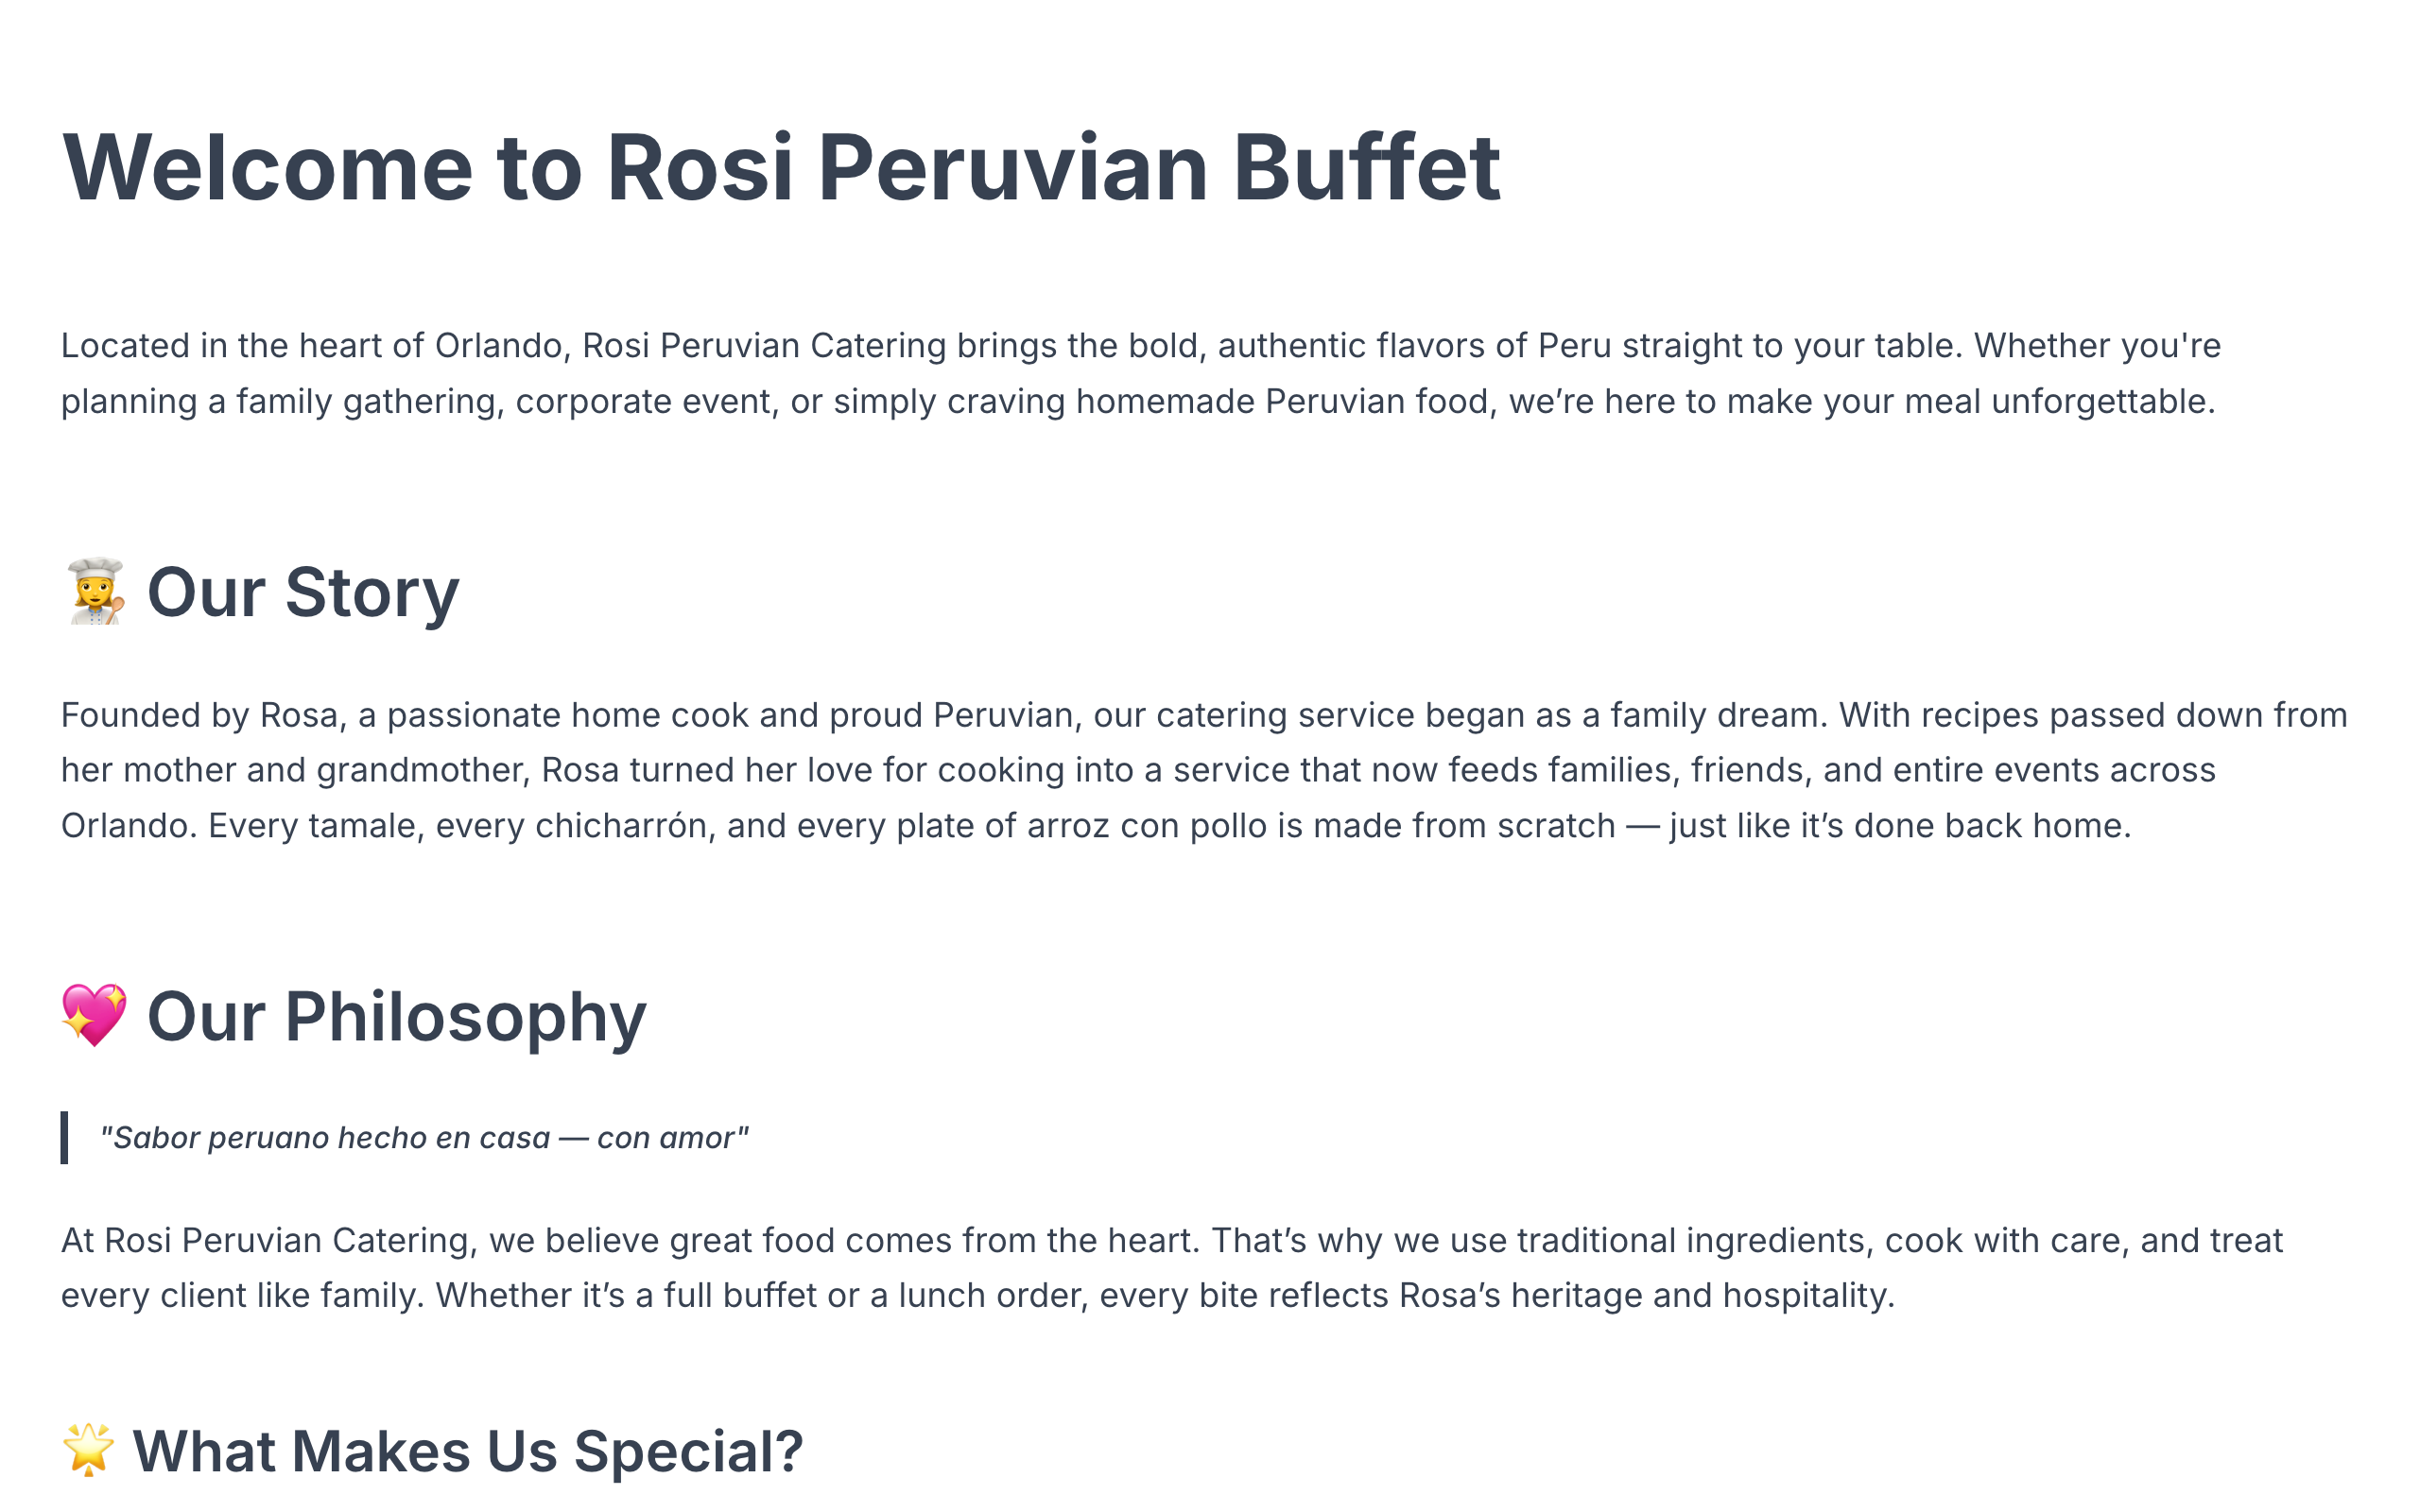 Welcome to Rosi Peruvian Buffet
Located in the heart of Orlando, Rosi Peruvian Catering brings the bold, authentic flavors of Peru straight to your table. Whether you're
planning a family gathering, corporate event, or simply craving homemade Peruvian food, we’re here to make your meal unforgettable.
👩‍🍳 Our Story
Founded by Rosa, a passionate home cook and proud Peruvian, our catering service began as a family dream. With recipes passed down from
her mother and grandmother, Rosa turned her love for cooking into a service that now feeds families, friends, and entire events across
Orlando. Every tamale, every chicharrón, and every plate of arroz con pollo is made from scratch — just like it’s done back home.
💖 Our Philosophy
"Sabor peruano hecho en casa — con amor"
At Rosi Peruvian Catering, we believe great food comes from the heart. That’s why we use traditional ingredients, cook with care, and treat
every client like family. Whether it’s a full buffet or a lunch order, every bite reflects Rosa’s heritage and hospitality.
🌟 What Makes Us Special?